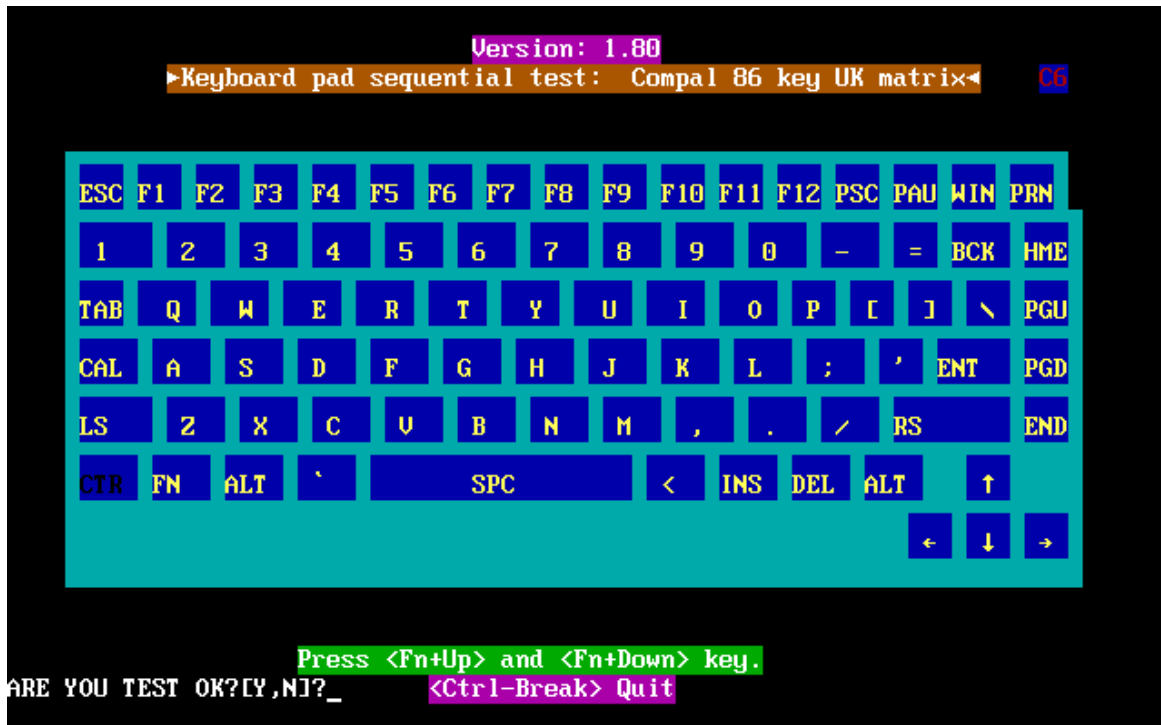 Version: 1.80
►Keyboard pad sequential test: Compal 86 key UK matrix◄ C6
ESC F1 F2 F3 F4 F5 F6 F7 F8 F9 F10 F11 F12 PSC PAU WIN PRN
1 2 3 4 5 6 7 8 9 0 - = BCK HME
TAB Q W E R T Y U I O P [ ] \ PGU
CAL A S D F G H J K L ; ' ENT PGD
LS Z X C V B N M , . / RS END
CTR FN ALT ` SPC < INS DEL ALT ↑
← ↓ →
Press <Fn+Up> and <Fn+Down> key.
ARE YOU TEST OK?[Y,N]?_ <Ctrl-Break> Quit